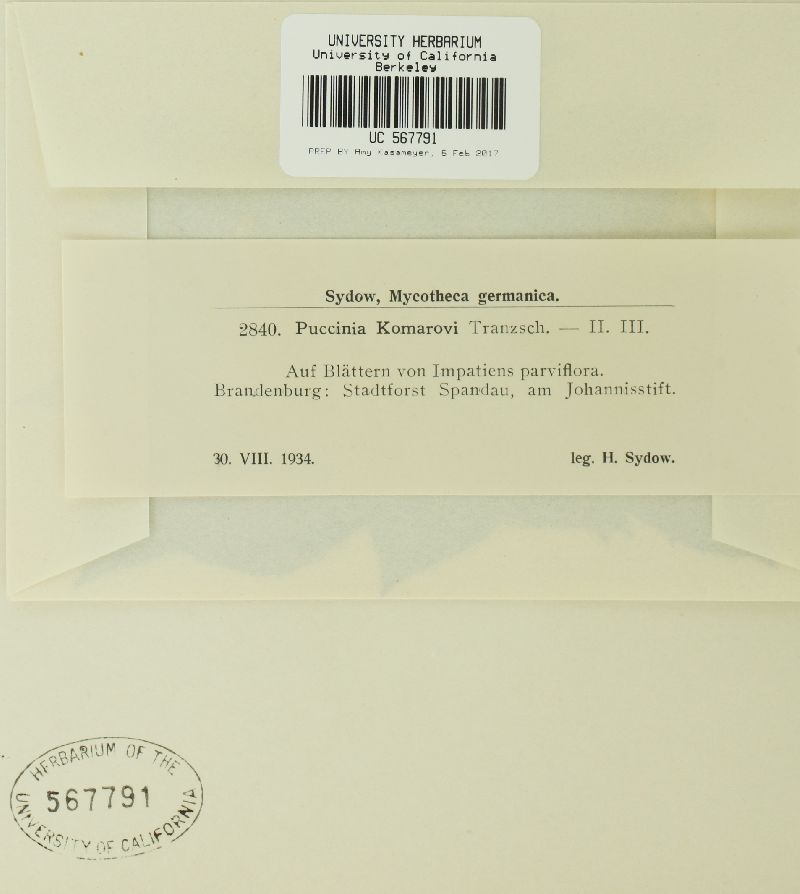 UNIVERSITY HERBARIUM
University of California
Berkeley
UC 567791
PREP BY Amy Kasameyer, 6 Feb 2017
Sydow, Mycotheca germanica.
2840. Puccinia Komarovi Tranzsch. — II. III.
Auf Blättern von Impatiens parviflora.
Brandenburg: Stadtforst Spandau, am Johannisstift.
30. VIII. 1934. leg. H. Sydow.
HERBARIUM OF THE
567791
UNIVERSITY OF CALIFORNIA